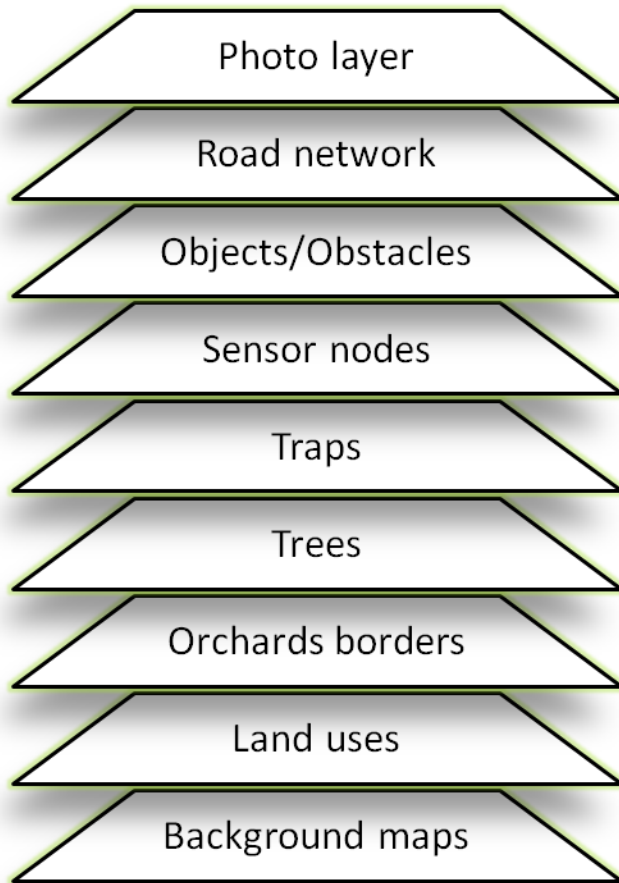 Photo layer
Road network
Objects/Obstacles
Sensor nodes
Traps
Trees
Orchards borders
Land uses
Background maps